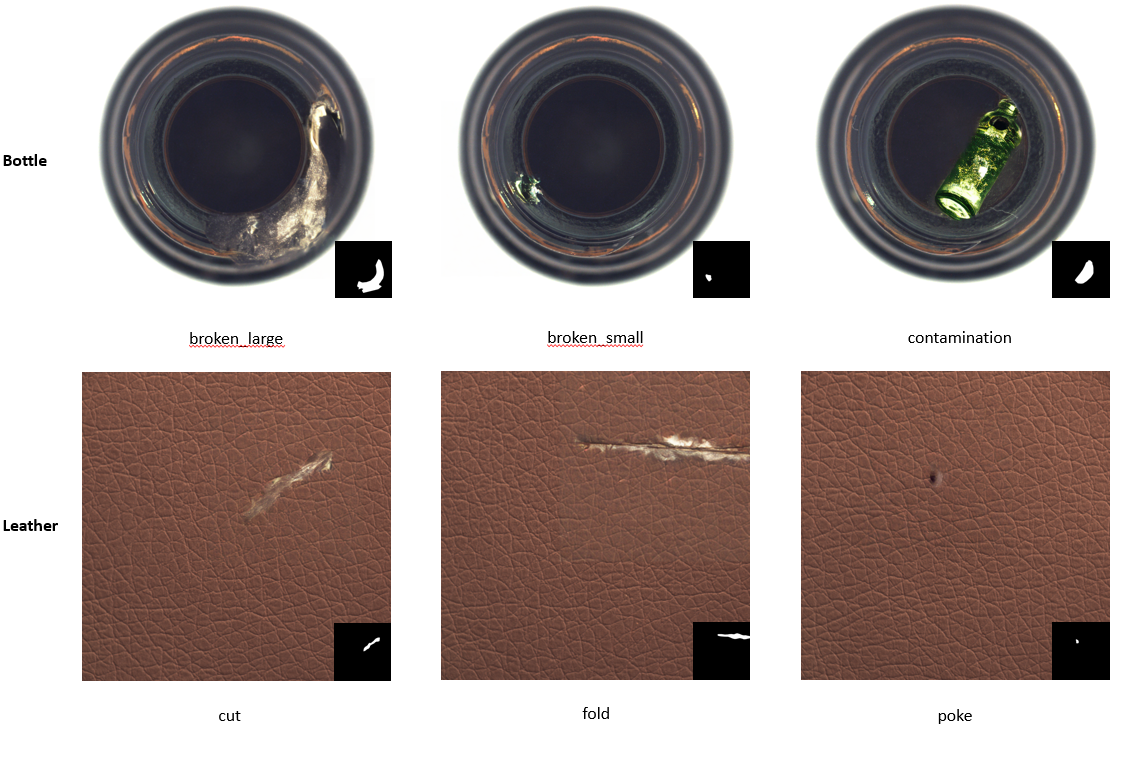 Bottle
broken_large
broken_small
contamination
Leather
cut
fold
poke